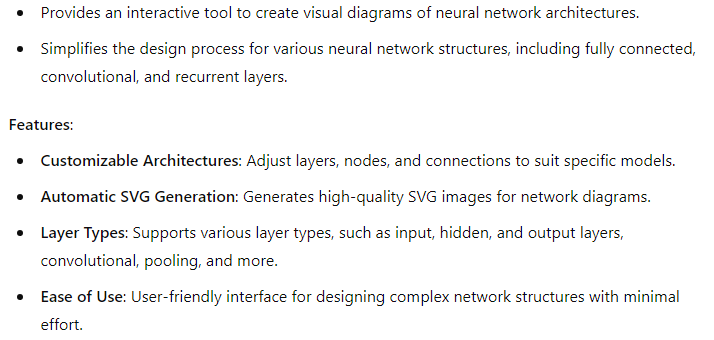 • Provides an interactive tool to create visual diagrams of neural network architectures.
• Simplifies the design process for various neural network structures, including fully connected,
convolutional, and recurrent layers.
Features:
• Customizable Architectures: Adjust layers, nodes, and connections to suit specific models.
• Automatic SVG Generation: Generates high-quality SVG images for network diagrams.
• Layer Types: Supports various layer types, such as input, hidden, and output layers,
convolutional, pooling, and more.
• Ease of Use: User-friendly interface for designing complex network structures with minimal
effort.